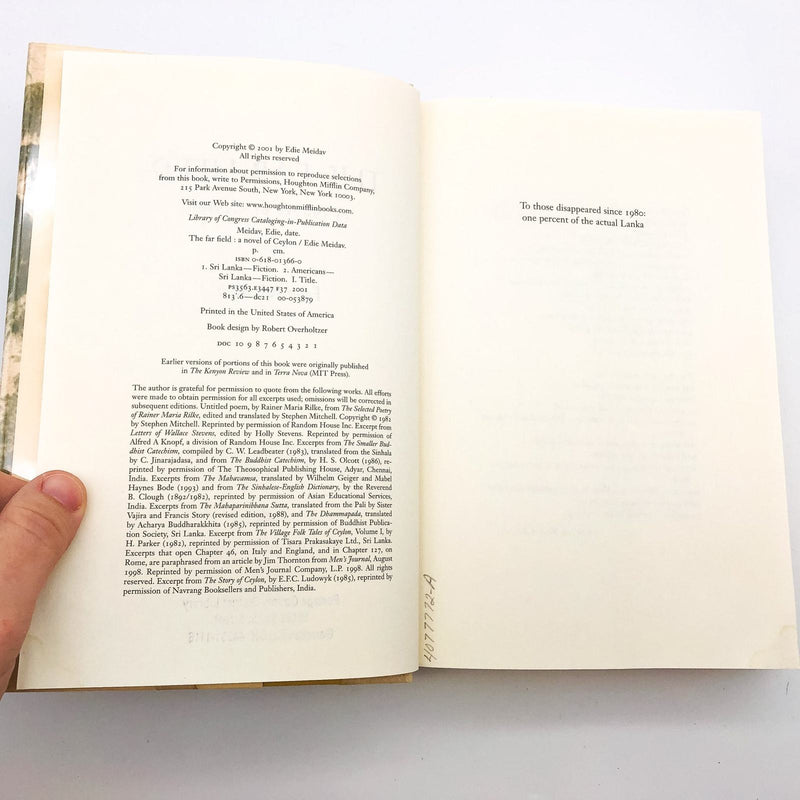 Copyright © 2001 by Edie Meidav
All rights reserved
For information about permission to reproduce selections
from this book, write to Permissions, Houghton Mifflin Company,
215 Park Avenue South, New York, New York 10003.
Visit our Web site: www.houghtonmifflinbooks.com.
Library of Congress Cataloging-in-Publication Data
Meidav, Edie, date.
The far field : a novel of Ceylon / Edie Meidav.
p. cm.
ISBN 0-618-01366-0
1. Sri Lanka—Fiction. 2. Americans—
Sri Lanka—Fiction. I. Title.
PS3563.E3447 F37 2001
813'.6—dc21 00-053879
Printed in the United States of America
Book design by Robert Overholtzer
DOC 10 9 8 7 6 5 4 3 2 1
Earlier versions of portions of this book were originally published
in The Kenyon Review and in Terra Nova (MIT Press).
The author is grateful for permission to quote from the following works. All efforts
were made to obtain permission for all excerpts used; omissions will be corrected in
subsequent editions. Untitled poem, by Rainer Maria Rilke, from The Selected Poetry
of Rainer Maria Rilke, edited and translated by Stephen Mitchell. Copyright © 1982
by Stephen Mitchell. Reprinted by permission of Random House Inc. Excerpt from
Letters of Wallace Stevens, edited by Holly Stevens. Reprinted by permission of
Alfred A Knopf, a division of Random House Inc. Excerpts from The Smaller Bud-
dhist Catechism, compiled by C. W. Leadbeater (1983), translated from the Sinhala
by C. Jinarajadasa, and from The Buddhist Catechism, by H. S. Olcott (1986), re-
printed by permission of The Theosophical Publishing House, Adyar, Chennai,
India. Excerpts from The Mahavamsa, translated by Wilhelm Geiger and Mabel
Haynes Bode (1993) and from The Sinhalese-English Dictionary, by the Reverend
B. Clough (1892/1982), reprinted by permission of Asian Educational Services,
India. Excerpts from The Mahaparinibbana Sutta, translated from the Pali by Sister
Vajira and Francis Story (revised edition, 1988), and The Dhammapada, translated
by Acharya Buddharakkhita (1985), reprinted by permission of Buddhist Publica-
tion Society, Sri Lanka. Excerpt from The Village Folk Tales of Ceylon, Volume I, by
H. Parker (1982), reprinted by permission of Tisara Prakasakaye Ltd., Sri Lanka.
Excerpts that open Chapter 46, on Italy and England, and in Chapter 127, on
Rome, are paraphrased from an article by Jim Thornton from Men's Journal, August
1998. Reprinted by permission of Men's Journal Company, L.P. 1998. All rights
reserved. Excerpt from The Story of Ceylon, by E.F.C. Ludowyk (1985), reprinted by
permission of Navrang Booksellers and Publishers, India.
To those disappeared since 1980:
one percent of the actual Lanka
4077772-A